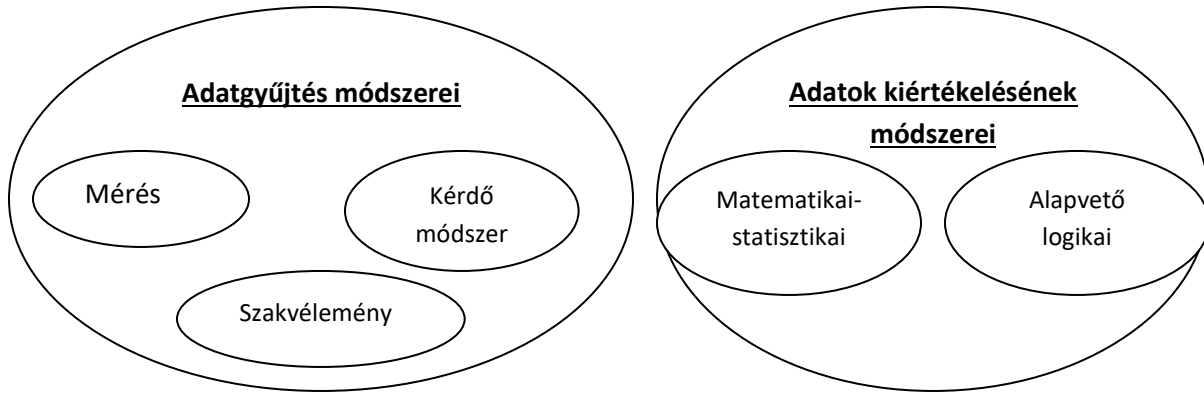 Adatgyűjtés módszerei
Mérés
Kérdő
módszer
Szakvélemény
Adatok kiértékelésének
módszerei
Matematikai-
statisztikai
Alapvető
logikai